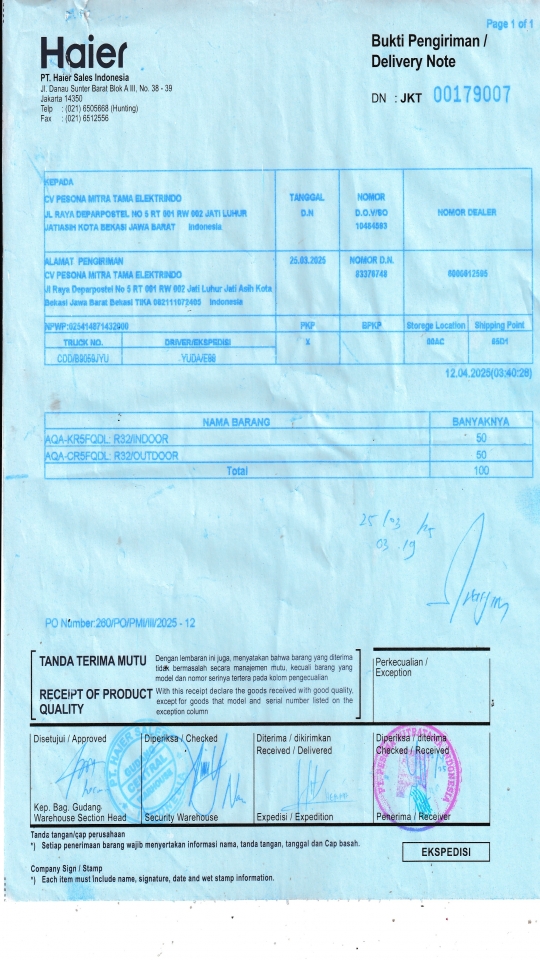 Page 1 of 1
Haier
Bukti Pengiriman /
Delivery Note
PT. Haier Sales Indonesia
Jl. Danau Sunter Barat Blok A III, No. 38 - 39
Jakarta 14350
Telp : (021) 6505668 (Hunting)
Fax : (021) 6512556
DN : JKT 00179007
KEPADA
CV PESONA MITRA TAMA ELEKTRINDO
JL RAYA DEPARPOSTEL NO 5 RT 001 RW 002 JATI LUHUR
JATIASIH KOTA BEKASI JAWA BARAT Indonesia
TANGGAL
D.N
NOMOR
D.O.V/SO
10464883
NOMOR DEALER
ALAMAT PENGIRIMAN
CV PESONA MITRA TAMA ELEKTRINDO
Jl Raya Deparpostel No 5 RT 001 RW 002 Jati Luhur Jati Asih Kota
Bekasi Jawa Barat Bekasi TIKA 082111072405 Indonesia
25.03.2025
NOMOR D.N.
83376748
6000012595
NPWP:025414871432000
PKP
BPKP
Storege Location
Shipping Point
TRUCK NO.
DRIVER/EKSPEDISI
X
80AC
65D1
CDD/B9059JYU
YUDA/E68
12.04.2025(03:40:28)
NAMA BARANG
BANYAKNYA
AQA-KR5FQDL: R32/INDOOR
50
AQA-CR5FQDL: R32/OUTDOOR
50
Total
100
25/03 /25
03.19
PO Number:260/PO/PMI/III/2025 - 12
TANDA TERIMA MUTU
Dengan lembaran ini juga, menyatakan bahwa barang yang diterima
tidak bermasalah secara manajemen mutu, kecuali barang yang
model dan nomor serinya tertera pada kolom pengecualian
RECEIPT OF PRODUCT
QUALITY
With this receipt declare the goods received with good quality,
except for goods that model and serial number listed on the
exception column
Perkecualian /
Exception
Disetujui / Approved
Diperiksa / Checked
Diterima / dikirimkan
Received / Delivered
Diperiksa / diterima
Checked / Received
Kep. Bag. Gudang
Warehouse Section Head
Security Warehouse
Expedisi / Expedition
Penerima / Receiver
Tanda tangan/cap perusahaan
*) Setiap penerimaan barang wajib menyertakan informasi nama, tanda tangan, tanggal dan Cap basah.
EKSPEDISI
Company Sign / Stamp
*) Each item must Include name, signature, date and wet stamp information.